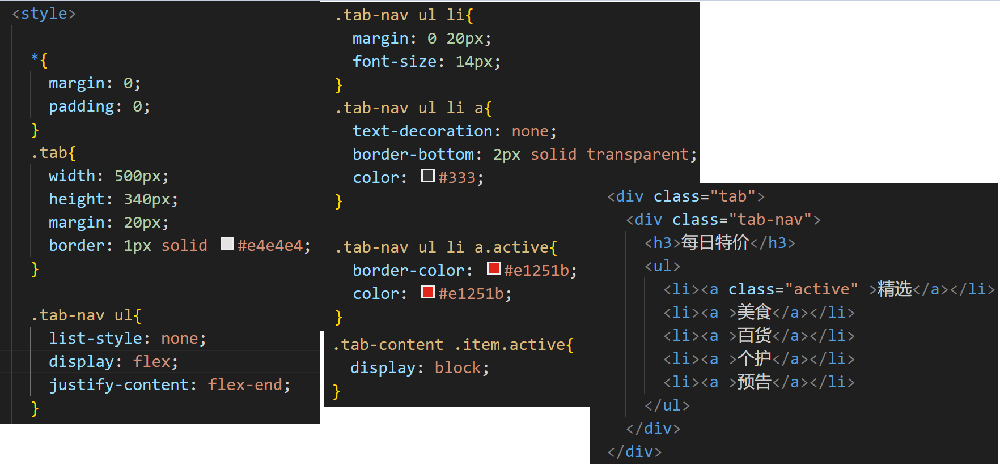 <style>
*{
margin: 0;
padding: 0;
}
.tab{
width: 500px;
height: 340px;
margin: 20px;
border: 1px solid #e4e4e4;
}
.tab-nav ul{
list-style: none;
display: flex;
justify-content: flex-end;
}
.tab-nav ul li{
margin: 0 20px;
font-size: 14px;
}
.tab-nav ul li a{
text-decoration: none;
border-bottom: 2px solid transparent;
color: #333;
}
.tab-nav ul li a.active{
border-color: #e1251b;
color: #e1251b;
}
.tab-content .item.active{
display: block;
}
<div class="tab">
<div class="tab-nav">
<h3>每日特价</h3>
<ul>
<li><a class="active" >精选</a></li>
<li><a >美食</a></li>
<li><a >百货</a></li>
<li><a >个护</a></li>
<li><a >预告</a></li>
</ul>
</div>
</div>